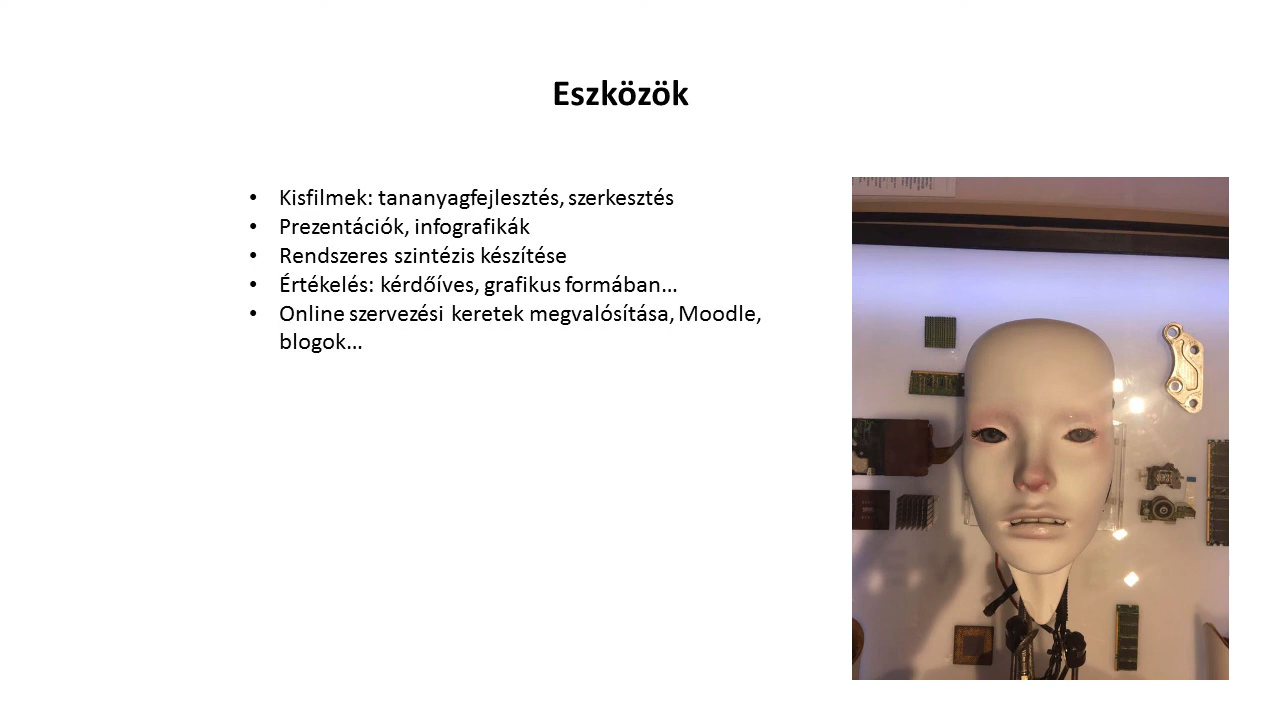 Eszközök
• Kisfilmek: tananyagfejlesztés, szerkesztés
• Prezentációk, infografikák
• Rendszeres szintézis készítése
• Értékelés: kérdőíves, grafikus formában…
• Online szervezési keretek megvalósítása, Moodle,
blogok…